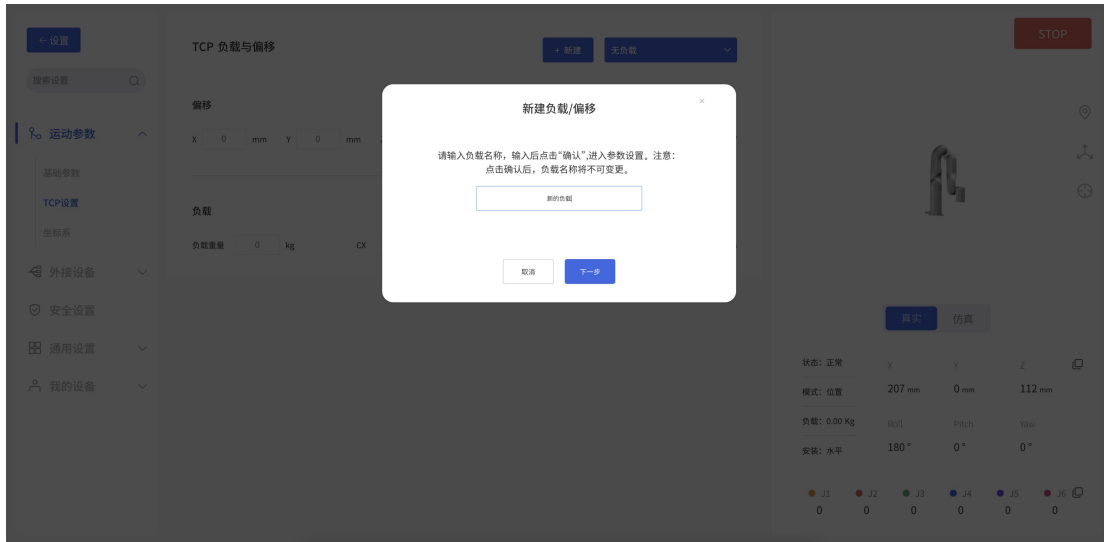 ← 设置
搜索设置
运动参数
基础参数
TCP设置
坐标系
外接设备
安全设置
通用设置
我的设备
TCP 负载与偏移
+ 新建
无负载
偏移
X 0 mm Y 0 mm
负载
负载重量 0 kg CX
新建负载/偏移
×
请输入负载名称，输入后点击“确认”,进入参数设置。注意：
点击确认后，负载名称将不可变更。
新的负载
取消 下一步
STOP
真实 仿真
状态：正常 X Y Z
模式：位置 207 mm 0 mm 112 mm
负载：0.00 Kg Roll Pitch Yaw
安装：水平 180 ° 0 ° 0 °
J1 J2 J3 J4 J5 J6
0 0 0 0 0 0